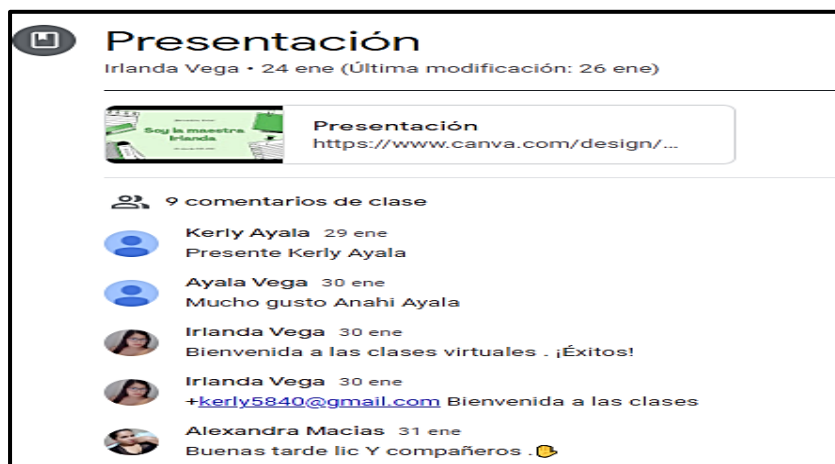 Presentación
Irlanda Vega • 24 ene (Última modificación: 26 ene)
Soy la maestra
Irlanda
Presentación
https://www.canva.com/design/...
9 comentarios de clase
Kerly Ayala 29 ene
Presente Kerly Ayala
Ayala Vega 30 ene
Mucho gusto Anahi Ayala
Irlanda Vega 30 ene
Bienvenida a las clases virtuales . ¡Éxitos!
Irlanda Vega 30 ene
+kerly5840@gmail.com Bienvenida a las clases
Alexandra Macias 31 ene
Buenas tarde lic Y compañeros .✋